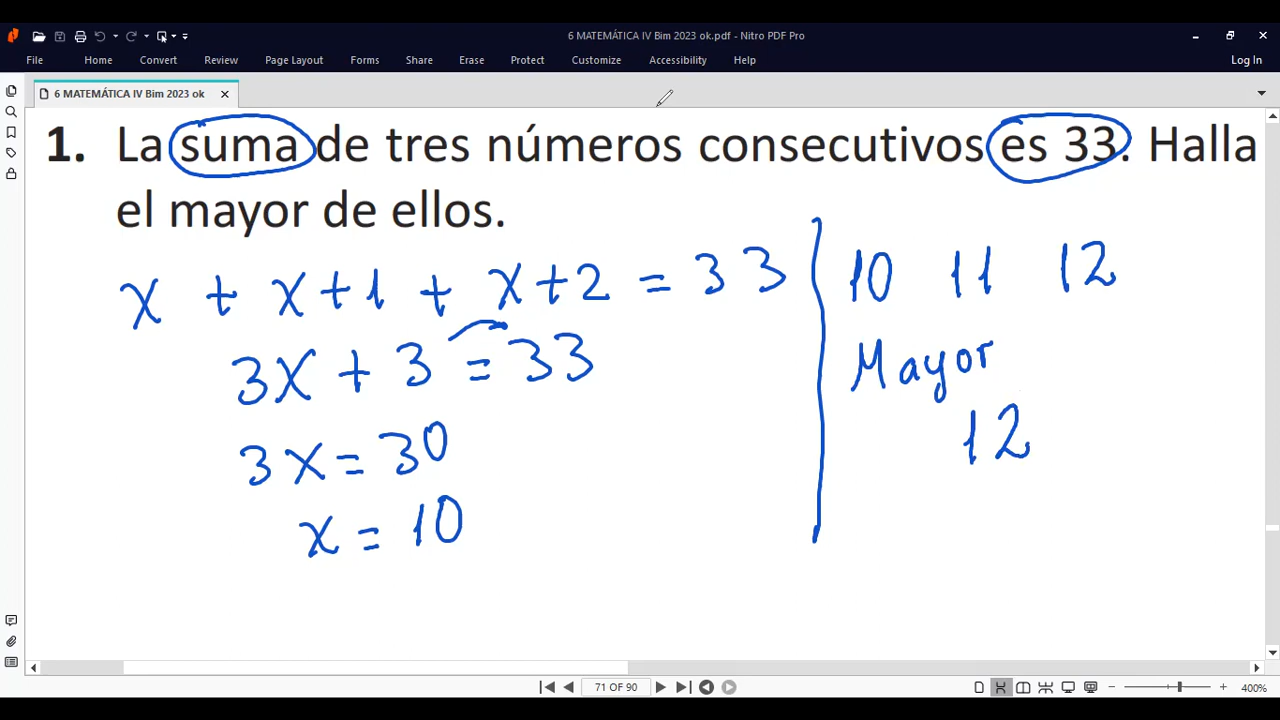 6 MATEMÁTICA IV Bim 2023 ok.pdf - Nitro PDF Pro
File Home Convert Review Page Layout Forms Share Erase Protect Customize Accessibility Help Log In
6 MATEMÁTICA IV Bim 2023 ok
1. La suma de tres números consecutivos es 33. Halla
el mayor de ellos.
x + x+1 + x+2 = 33
3x + 3 = 33
3x = 30
x = 10
10 11 12
Mayor
12
71 OF 90
400%